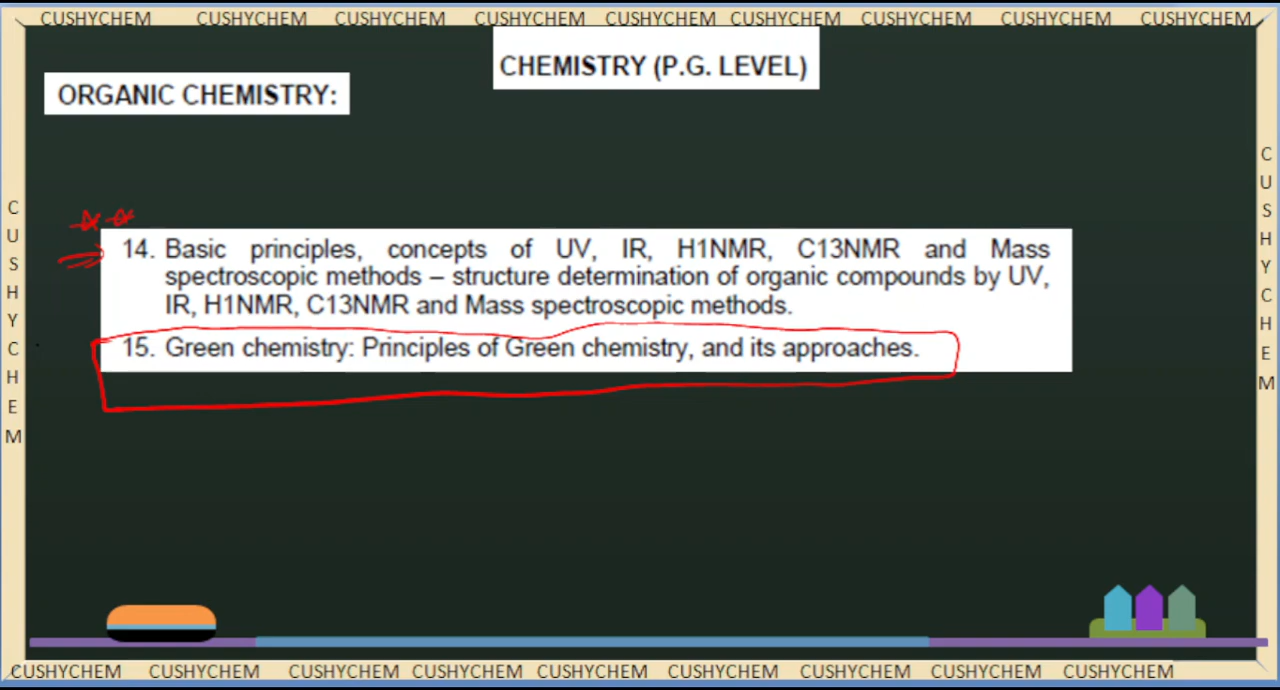 CUSHYCHEM CUSHYCHEM CUSHYCHEM CUSHYCHEM CUSHYCHEM CUSHYCHEM CUSHYCHEM CUSHYCHEM CUSHYCHEM
CHEMISTRY (P.G. LEVEL)
ORGANIC CHEMISTRY:
14. Basic principles, concepts of UV, IR, H1NMR, C13NMR and Mass
spectroscopic methods – structure determination of organic compounds by UV,
IR, H1NMR, C13NMR and Mass spectroscopic methods.
15. Green chemistry: Principles of Green chemistry, and its approaches.
C
U
S
H
Y
C
H
E
M
C
U
S
H
Y
C
H
E
M
CUSHYCHEM CUSHYCHEM CUSHYCHEM CUSHYCHEM CUSHYCHEM CUSHYCHEM CUSHYCHEM CUSHYCHEM CUSHYCHEM